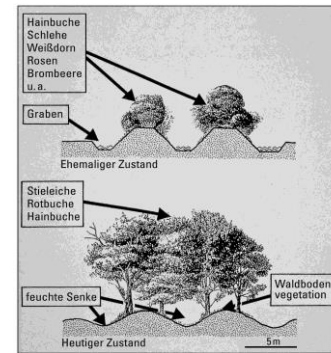 Hainbuche
Schlehe
Weißdorn
Rosen
Brombeere
u. a.
Graben
Ehemaliger Zustand
Stieleiche
Rotbuche
Hainbuche
feuchte Senke
Waldboden
vegetation
Heutiger Zustand
5m